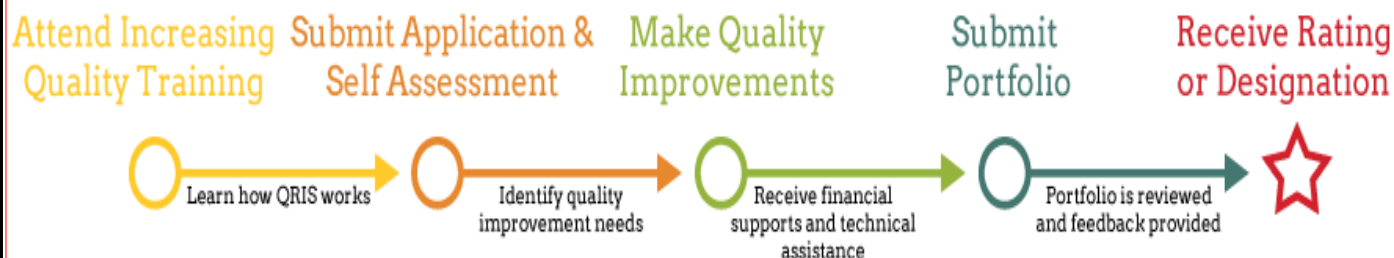 Attend Increasing
Quality Training
Submit Application &
Self Assessment
Make Quality
Improvements
Submit
Portfolio
Receive Rating
or Designation
Learn how QRIS works
Identify quality
improvement needs
Receive financial
supports and technical
assistance
Portfolio is reviewed
and feedback provided